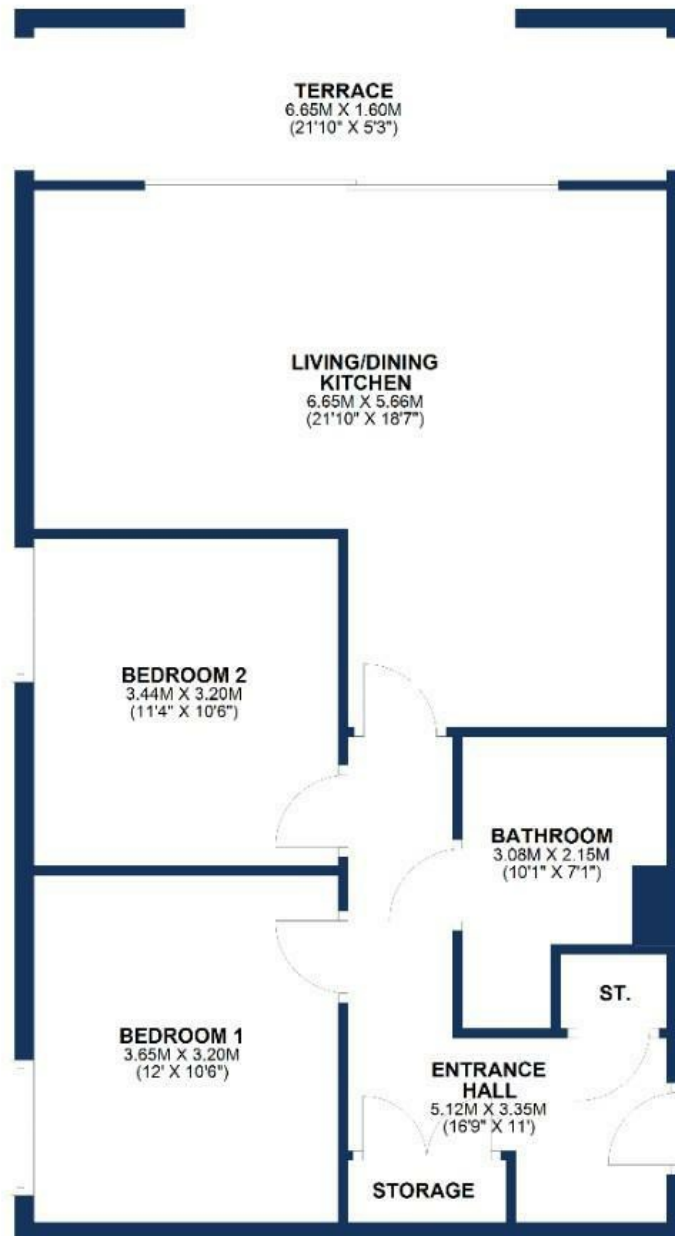 TERRACE
6.65M X 1.60M
(21'10" X 5'3")
LIVING/DINING
KITCHEN
6.65M X 5.66M
(21'10" X 18'7")
BEDROOM 2
3.44M X 3.20M
(11'4" X 10'6")
BATHROOM
3.08M X 2.15M
(10'1" X 7'1")
ST.
BEDROOM 1
3.65M X 3.20M
(12' X 10'6")
ENTRANCE
HALL
5.12M X 3.35M
(16'9" X 11')
STORAGE